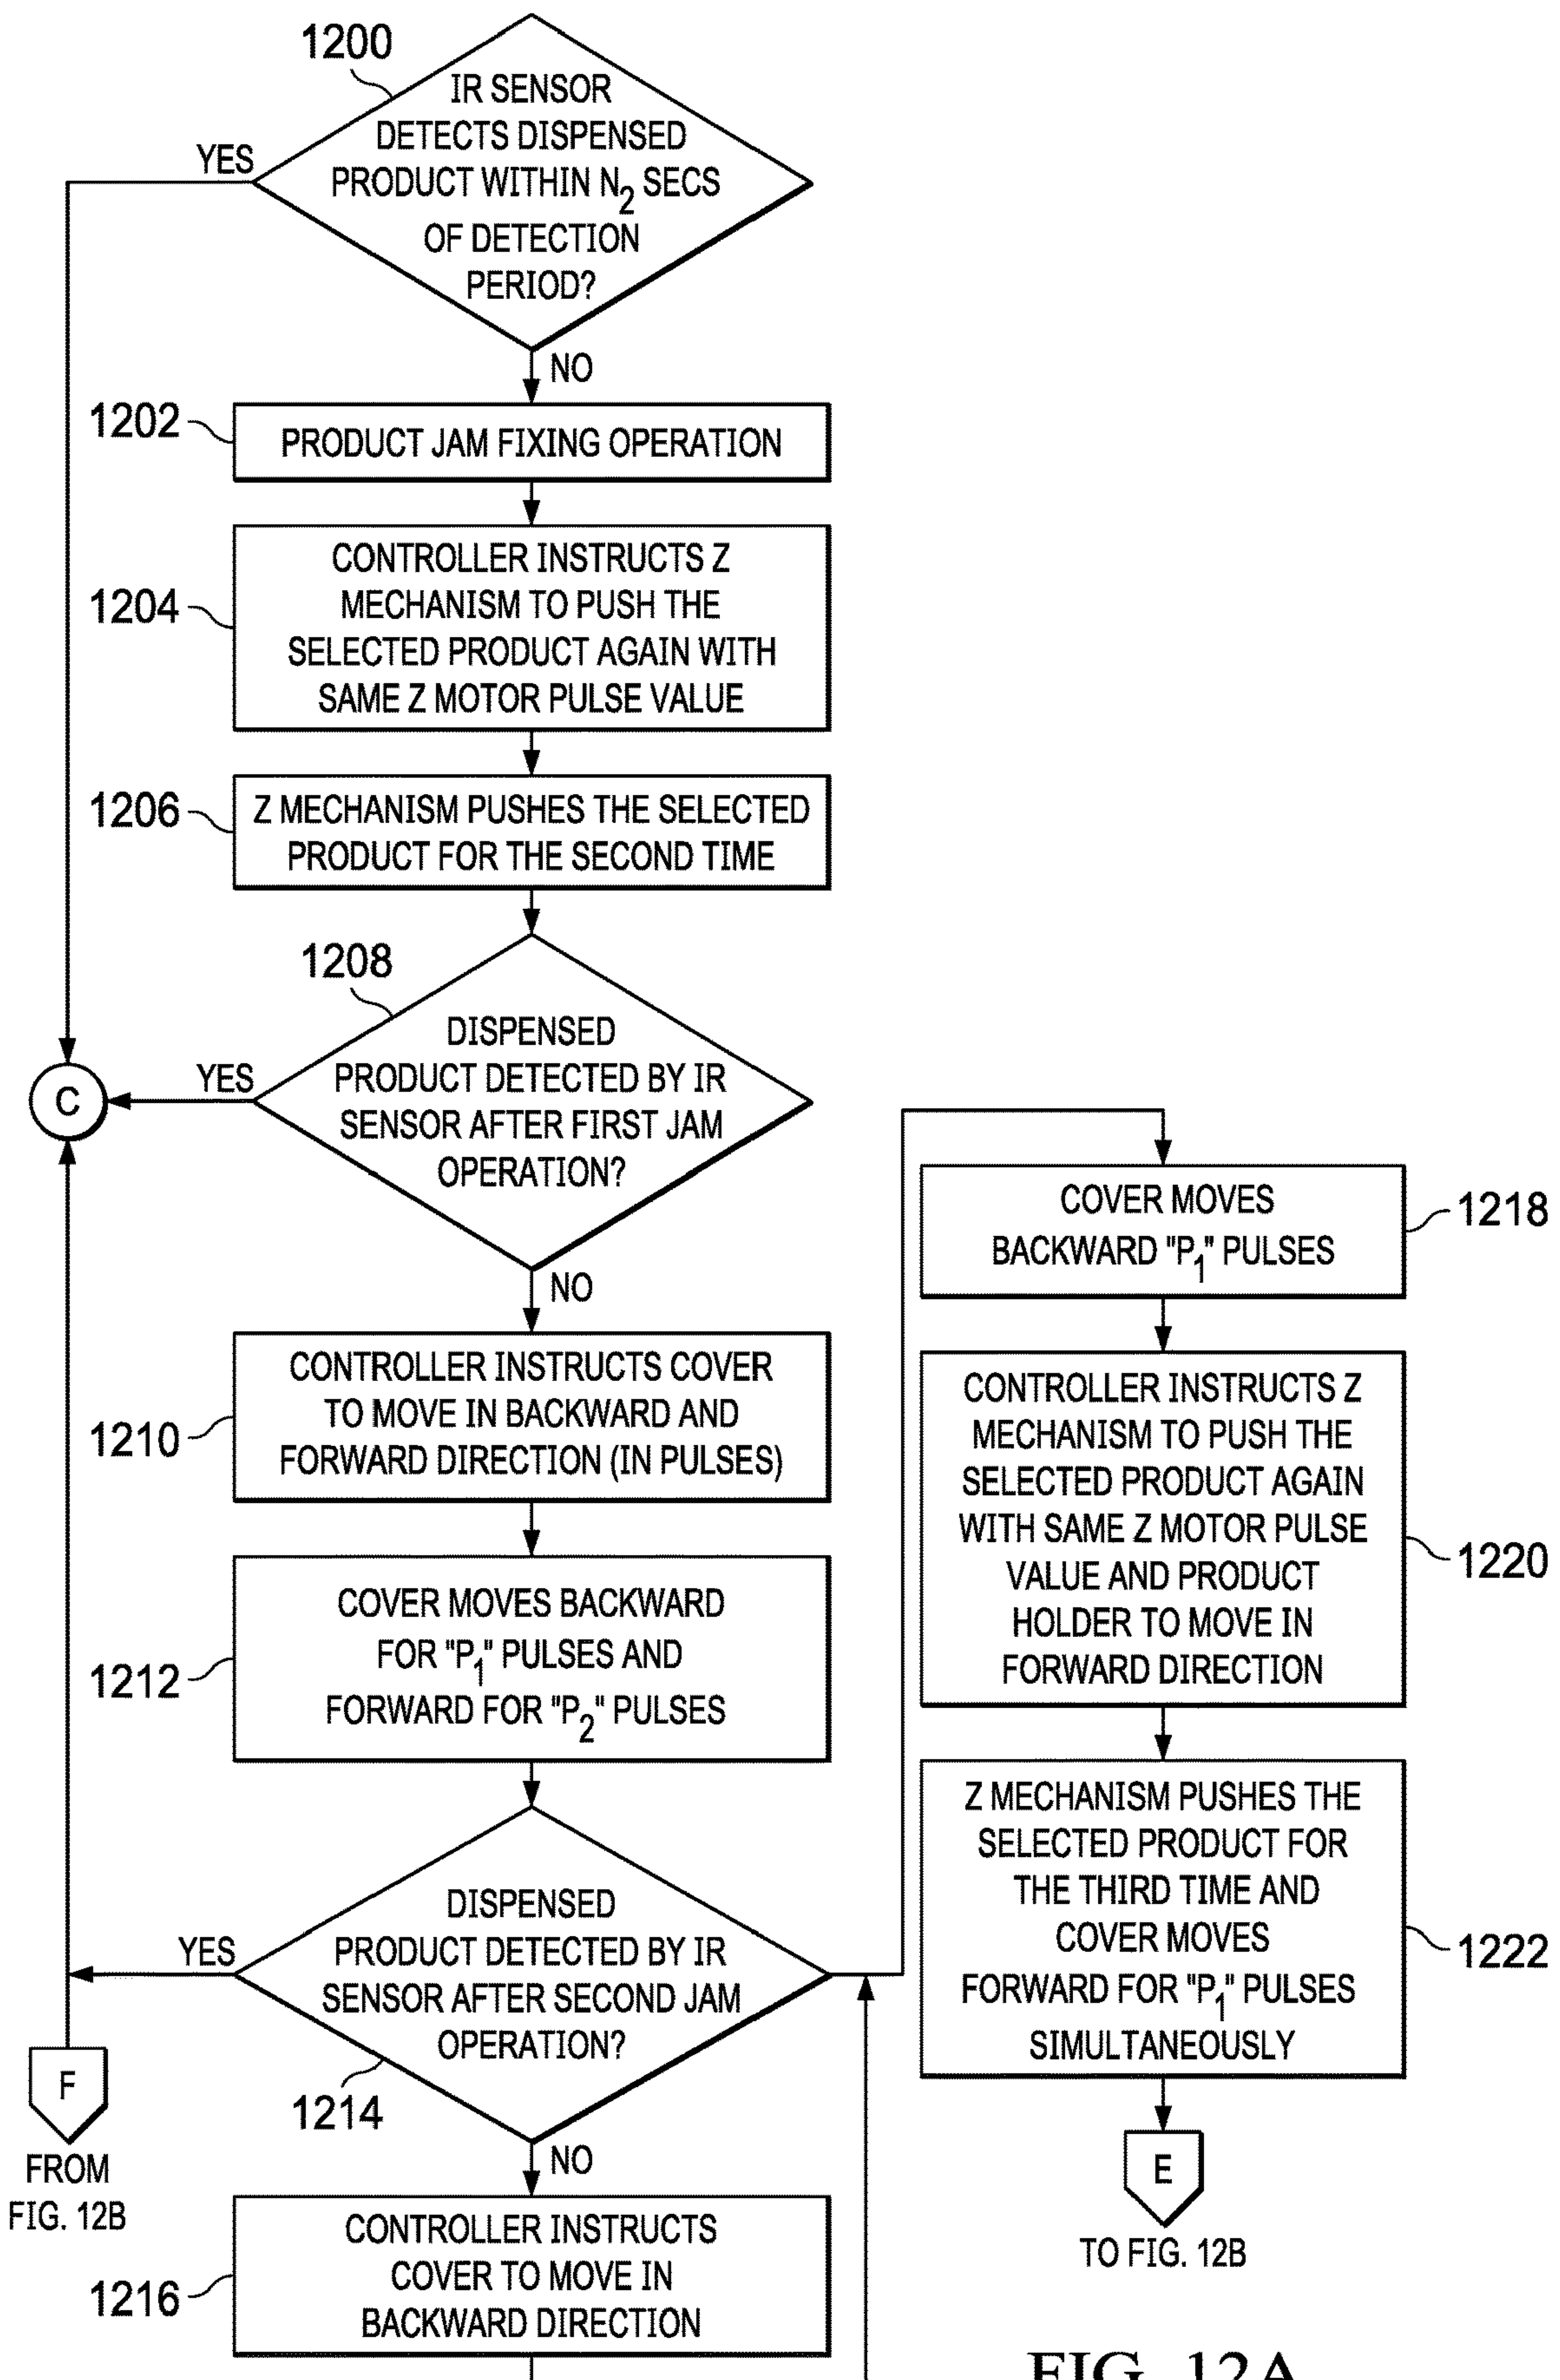 1200
IR SENSOR
DETECTS DISPENSED
PRODUCT WITHIN N2 SECS
OF DETECTION
PERIOD?
YES
NO
1202
PRODUCT JAM FIXING OPERATION
1204
CONTROLLER INSTRUCTS Z
MECHANISM TO PUSH THE
SELECTED PRODUCT AGAIN WITH
SAME Z MOTOR PULSE VALUE
1206
Z MECHANISM PUSHES THE SELECTED
PRODUCT FOR THE SECOND TIME
1208
DISPENSED
PRODUCT DETECTED BY IR
SENSOR AFTER FIRST JAM
OPERATION?
YES
C
NO
1210
CONTROLLER INSTRUCTS COVER
TO MOVE IN BACKWARD AND
FORWARD DIRECTION (IN PULSES)
1212
COVER MOVES BACKWARD
FOR "P1" PULSES AND
FORWARD FOR "P2" PULSES
DISPENSED
PRODUCT DETECTED BY IR
SENSOR AFTER SECOND JAM
OPERATION?
YES
1214
NO
F
FROM
FIG. 12B
1216
CONTROLLER INSTRUCTS
COVER TO MOVE IN
BACKWARD DIRECTION
COVER MOVES
BACKWARD "P1" PULSES
1218
CONTROLLER INSTRUCTS Z
MECHANISM TO PUSH THE
SELECTED PRODUCT AGAIN
WITH SAME Z MOTOR PULSE
VALUE AND PRODUCT
HOLDER TO MOVE IN
FORWARD DIRECTION
1220
Z MECHANISM PUSHES THE
SELECTED PRODUCT FOR
THE THIRD TIME AND
COVER MOVES
FORWARD FOR "P1" PULSES
SIMULTANEOUSLY
1222
E
TO FIG. 12B
FIG. 12A